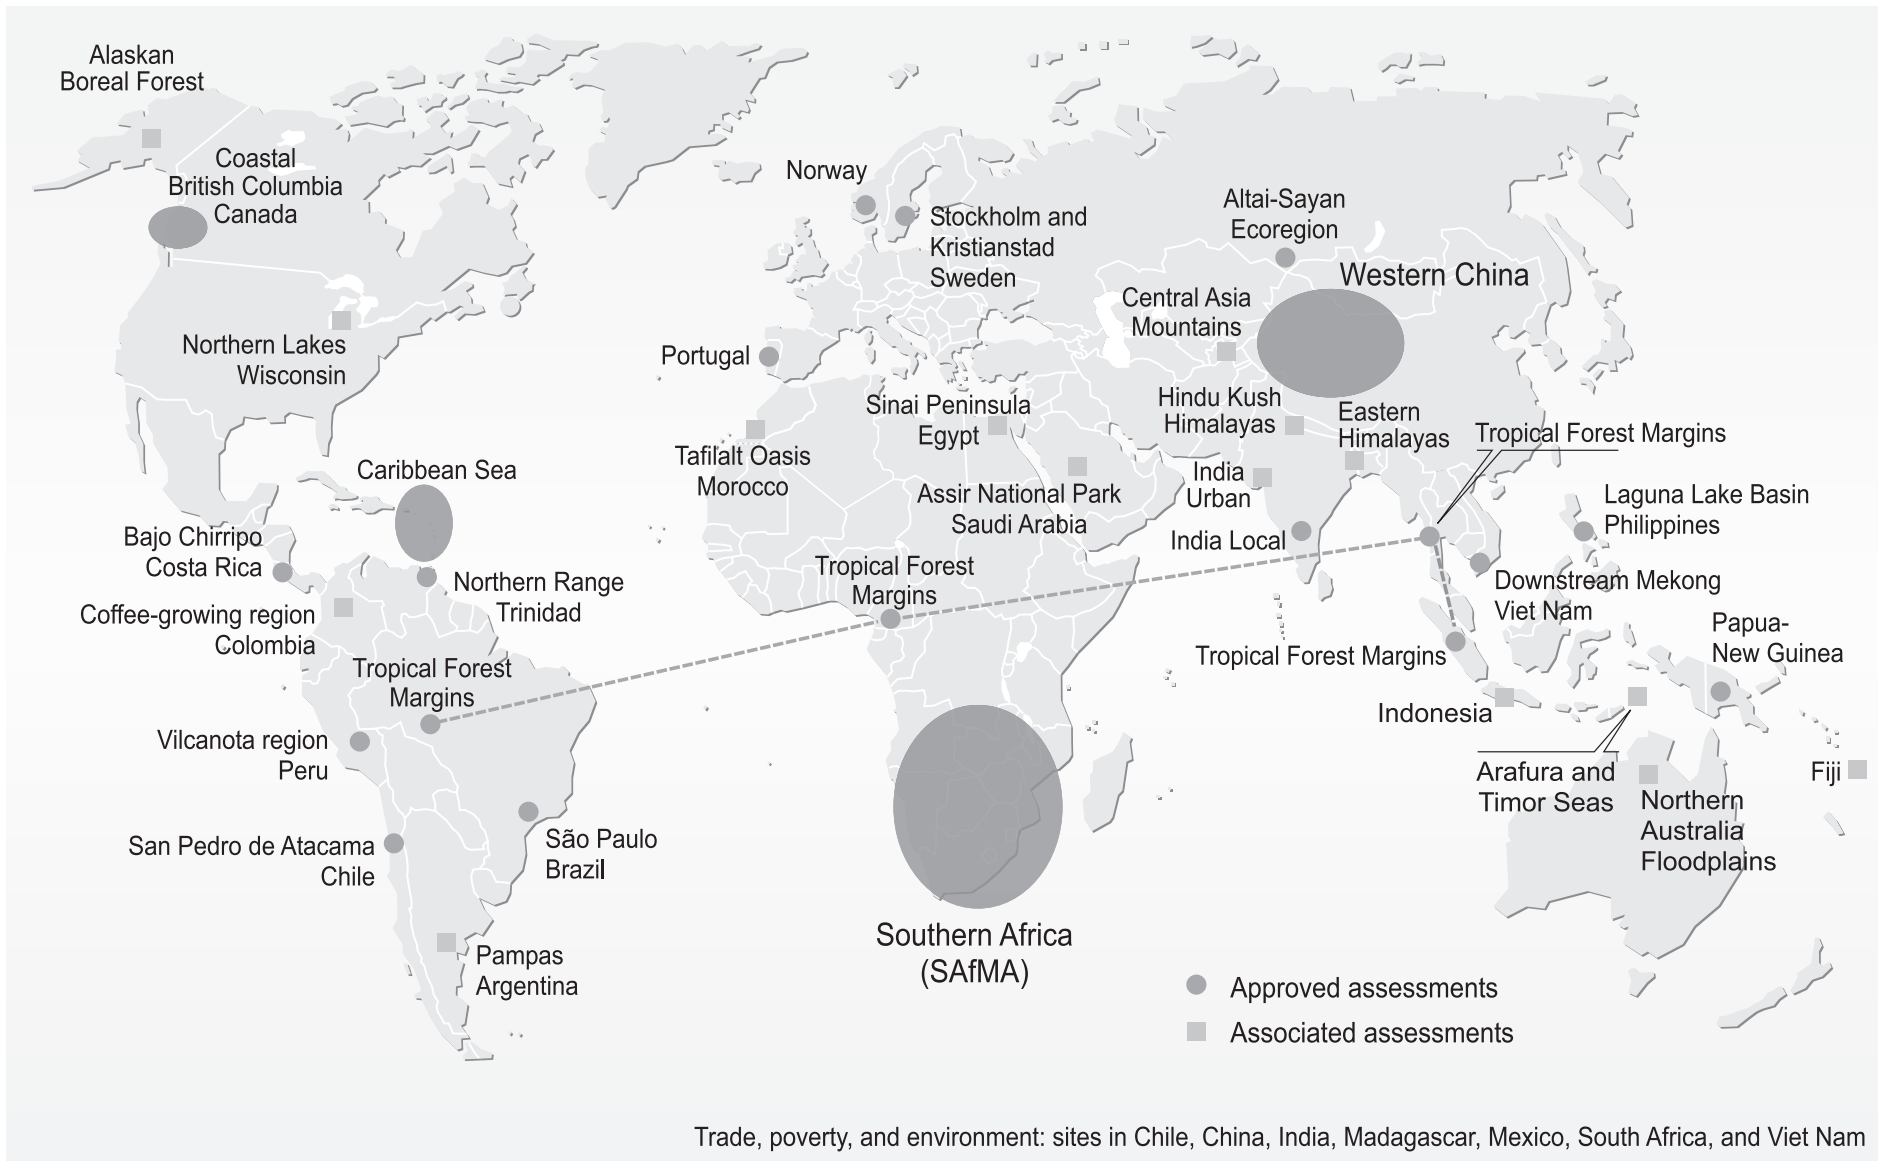 Alaskan
Boreal Forest
Coastal
British Columbia
Canada
Norway
Stockholm and
Kristianstad
Sweden
Altai-Sayan
Ecoregion
Western China
Central Asia
Mountains
Northern Lakes
Wisconsin
Portugal
Sinai Peninsula
Egypt
Hindu Kush
Himalayas
Eastern
Himalayas
Tropical Forest Margins
Caribbean Sea
Tafilalt Oasis
Morocco
Assir National Park
Saudi Arabia
India
Urban
Laguna Lake Basin
Philippines
Bajo Chirripo
Costa Rica
India Local
Northern Range
Trinidad
Tropical Forest
Margins
Downstream Mekong
Viet Nam
Coffee-growing region
Colombia
Papua-
New Guinea
Tropical Forest
Margins
Tropical Forest Margins
Indonesia
Vilcanota region
Peru
Arafura and
Timor Seas
Fiji
Northern
Australia
Floodplains
San Pedro de Atacama
Chile
São Paulo
Brazil
Southern Africa
(SAfMA)
Pampas
Argentina
Approved assessments
Associated assessments
Trade, poverty, and environment: sites in Chile, China, India, Madagascar, Mexico, South Africa, and Viet Nam